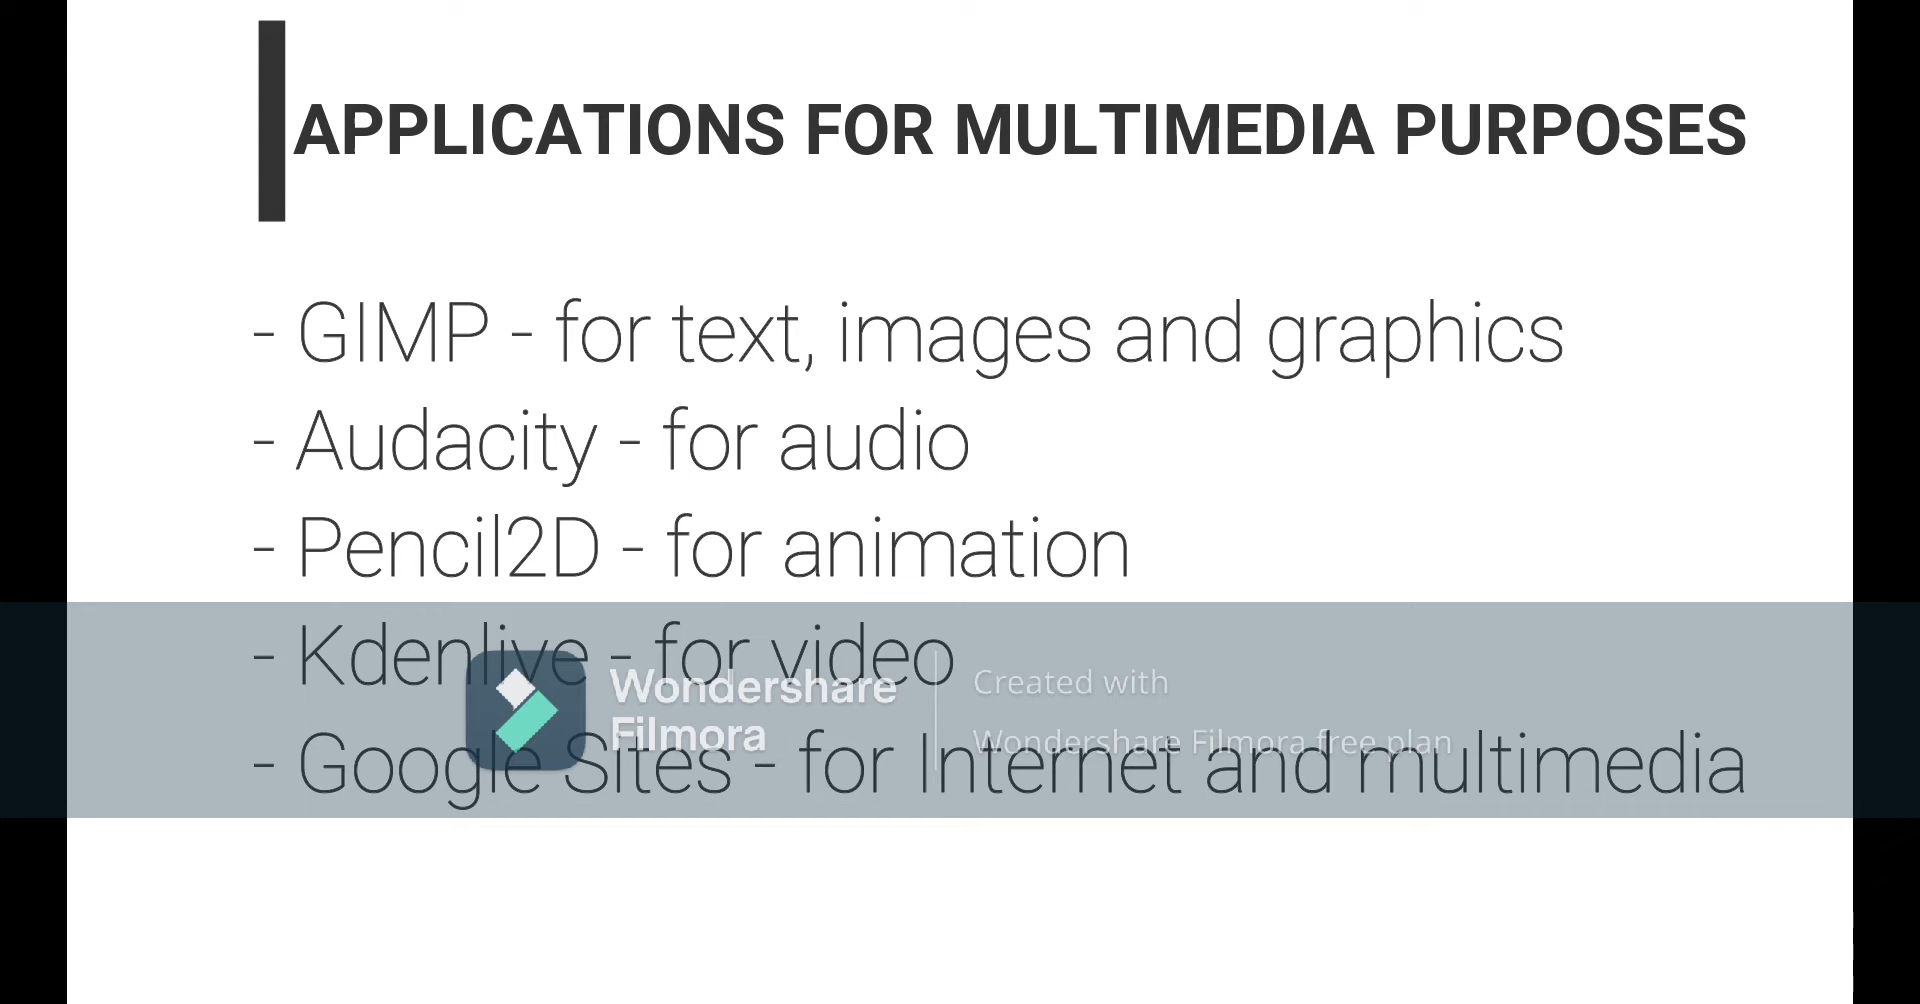 APPLICATIONS FOR MULTIMEDIA PURPOSES
- GIMP - for text, images and graphics
- Audacity - for audio
- Pencil2D - for animation
- Kdenlive - for video
Wondershare
Filmora
Created with
Wondershare Filmora free plan
- Google Sites - for Internet and multimedia